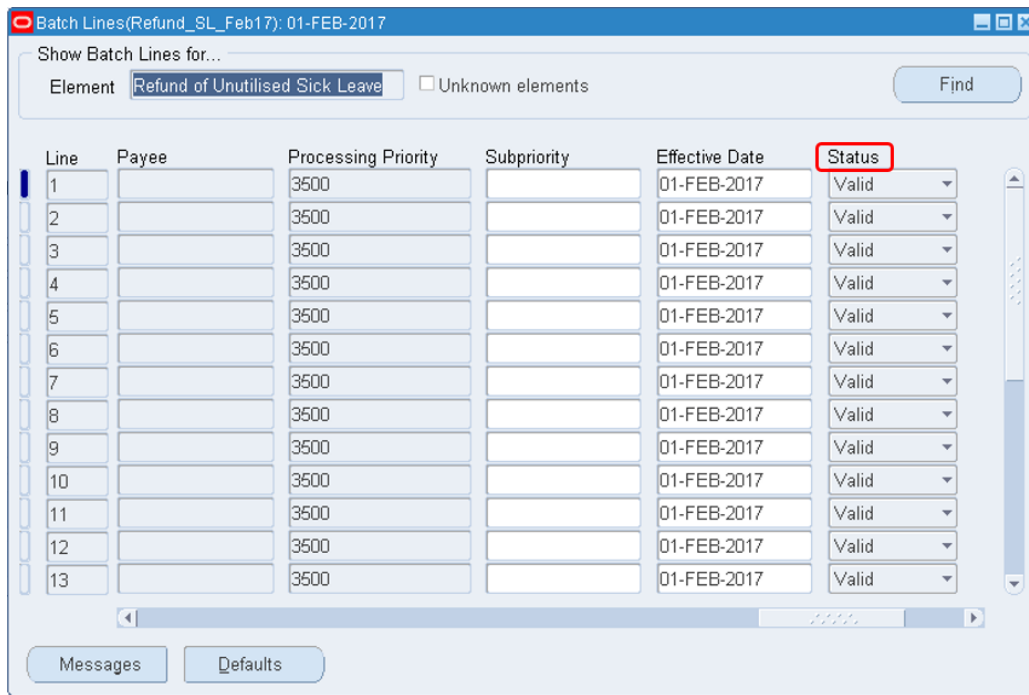 Batch Lines(Refund_SL_Feb17): 01-FEB-2017
Show Batch Lines for...
Element Refund of Unutilised Sick Leave Unknown elements Find
Line Payee Processing Priority Subpriority Effective Date Status
1 3500 01-FEB-2017 Valid
2 3500 01-FEB-2017 Valid
3 3500 01-FEB-2017 Valid
4 3500 01-FEB-2017 Valid
5 3500 01-FEB-2017 Valid
6 3500 01-FEB-2017 Valid
7 3500 01-FEB-2017 Valid
8 3500 01-FEB-2017 Valid
9 3500 01-FEB-2017 Valid
10 3500 01-FEB-2017 Valid
11 3500 01-FEB-2017 Valid
12 3500 01-FEB-2017 Valid
13 3500 01-FEB-2017 Valid
Messages Defaults